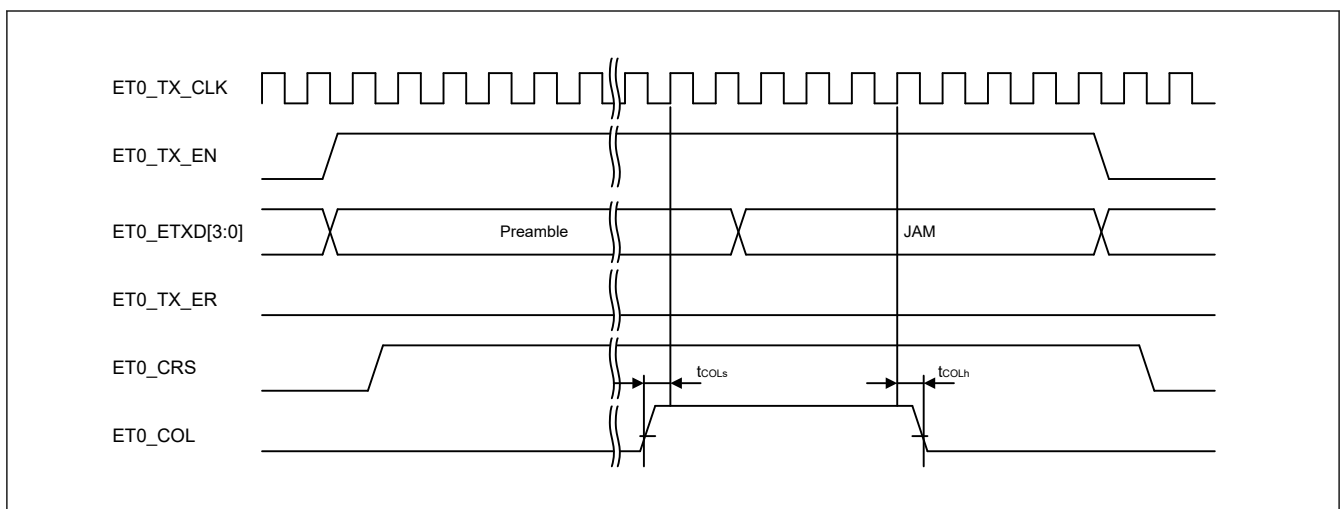 ET0_TX_CLK
ET0_TX_EN
ET0_ETXD[3:0] Preamble JAM
ET0_TX_ER
ET0_CRS
tCOLs tCOLh
ET0_COL